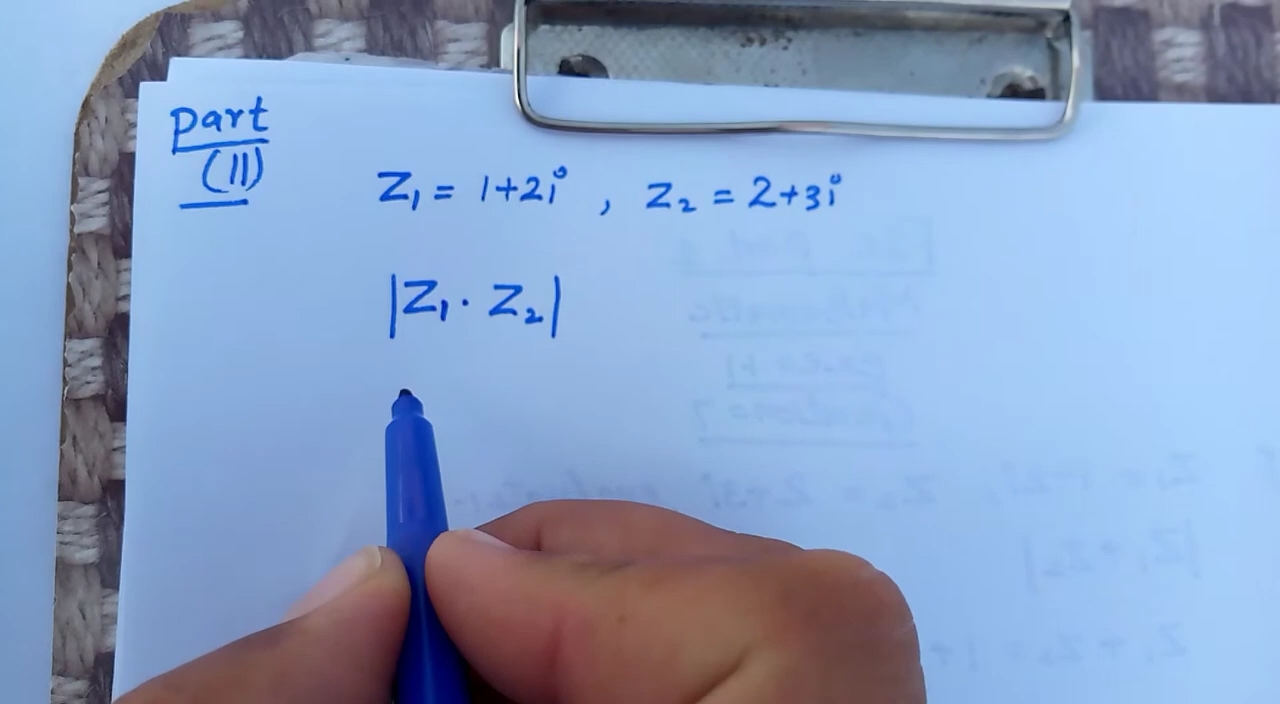 Part
(II)
Z₁ = 1+2i , Z₂ = 2+3i
|Z₁ · Z₂|